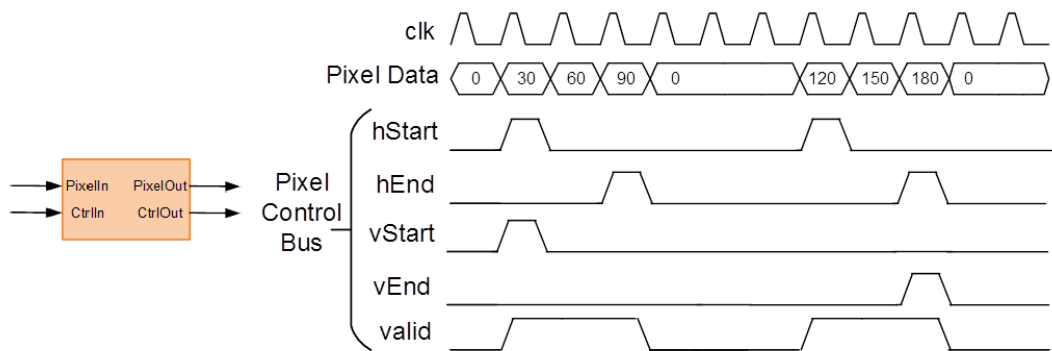 clk
Pixel Data 0 30 60 90 0 120 150 180 0
hStart
PixelIn PixelOut
CtrlIn CtrlOut
Pixel
Control
Bus
hEnd
vStart
vEnd
valid